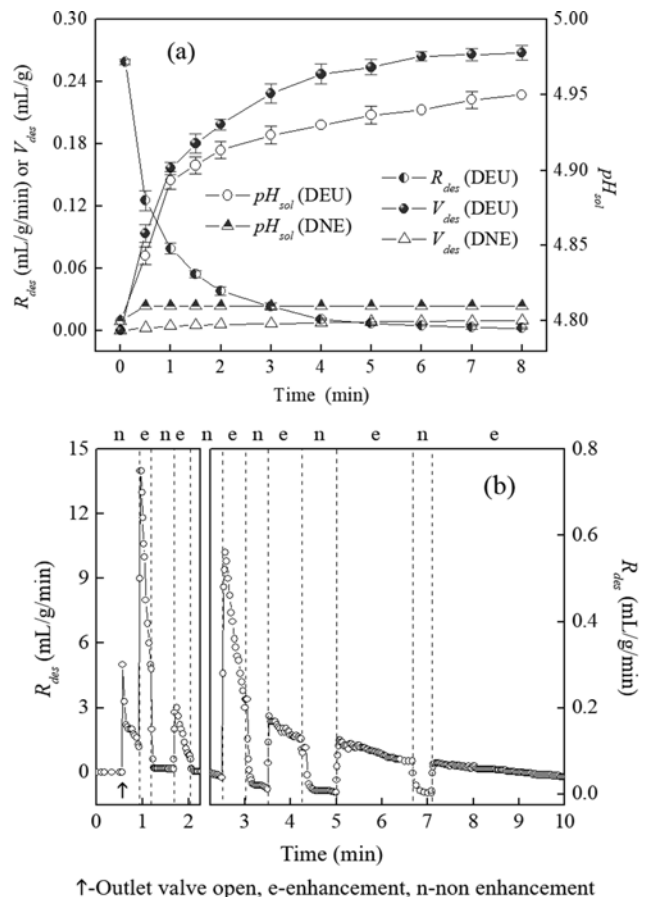 (a)
0.30
0.24
0.18
0.12
0.06
0.00
R_des (mL/g/min) or V_des (mL/g)
5.00
4.95
4.90
4.85
4.80
pH_sol
pH_sol (DEU)
pH_sol (DNE)
R_des (DEU)
V_des (DEU)
V_des (DNE)
0 1 2 3 4 5 6 7 8
Time (min)
n e n e n e n e n e n e
(b)
15
12
9
6
3
0
R_des (mL/g/min)
0.8
0.6
0.4
0.2
0.0
R_des (mL/g/min)
↑
0 1 2 3 4 5 6 7 8 9 10
Time (min)
↑-Outlet valve open, e-enhancement, n-non enhancement